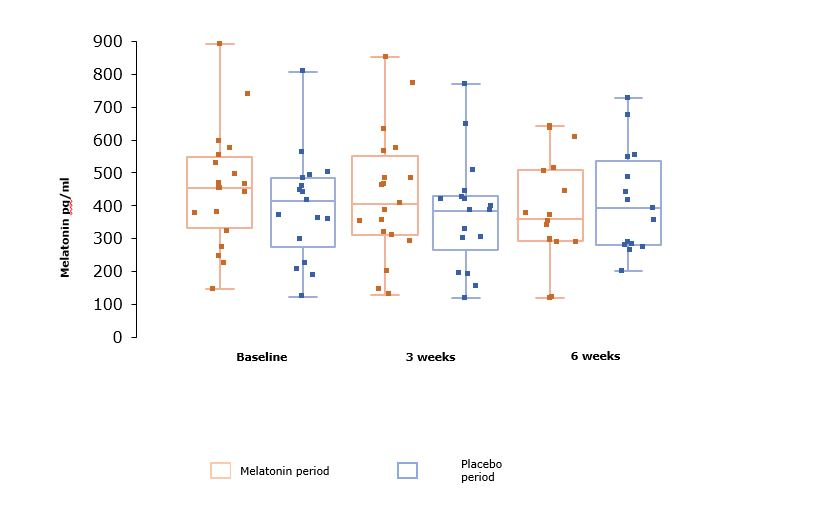 900
800
700
600
500
400
300
200
100
0
Melatonin pg/ml
Baseline
3 weeks
6 weeks
Melatonin period
Placebo
period